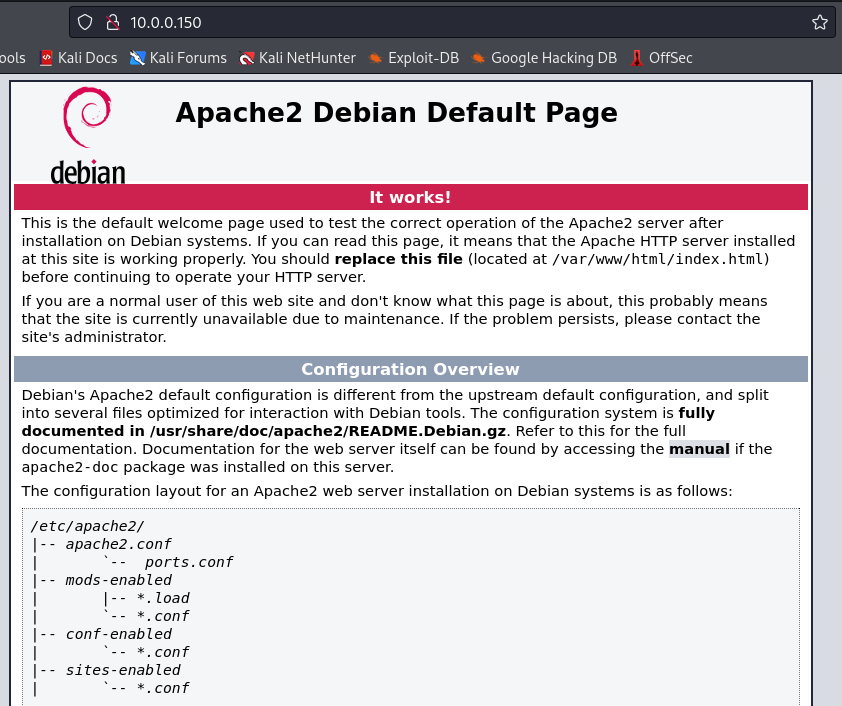 10.0.0.150
ools Kali Docs Kali Forums Kali NetHunter Exploit-DB Google Hacking DB OffSec
debian
Apache2 Debian Default Page
It works!
This is the default welcome page used to test the correct operation of the Apache2 server after
installation on Debian systems. If you can read this page, it means that the Apache HTTP server installed
at this site is working properly. You should replace this file (located at /var/www/html/index.html)
before continuing to operate your HTTP server.
If you are a normal user of this web site and don't know what this page is about, this probably means
that the site is currently unavailable due to maintenance. If the problem persists, please contact the
site's administrator.
Configuration Overview
Debian's Apache2 default configuration is different from the upstream default configuration, and split
into several files optimized for interaction with Debian tools. The configuration system is fully
documented in /usr/share/doc/apache2/README.Debian.gz. Refer to this for the full
documentation. Documentation for the web server itself can be found by accessing the manual if the
apache2-doc package was installed on this server.
The configuration layout for an Apache2 web server installation on Debian systems is as follows:
/etc/apache2/
|-- apache2.conf
|       `--  ports.conf
|-- mods-enabled
|       |-- *.load
|       `-- *.conf
|-- conf-enabled
|       `-- *.conf
|-- sites-enabled
|       `-- *.conf